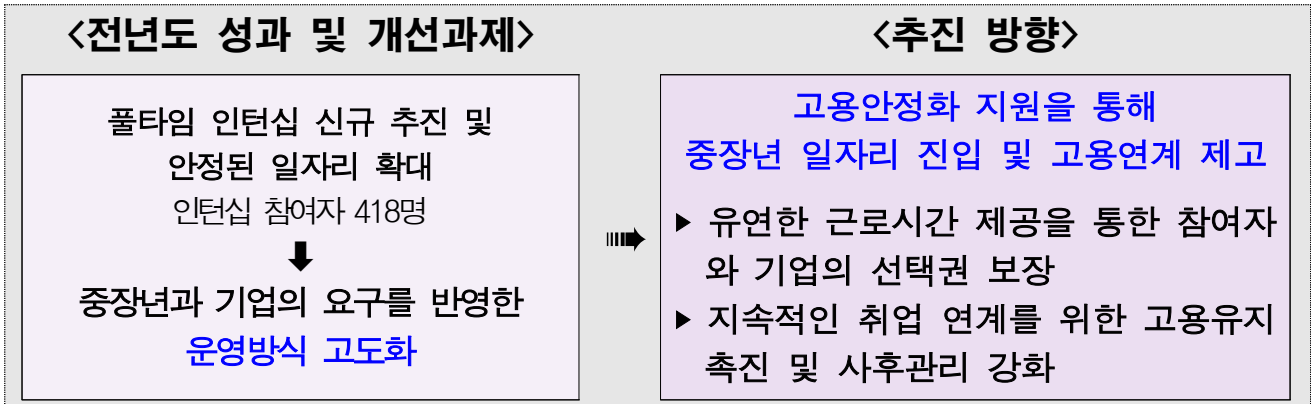 <전년도 성과 및 개선과제>
풀타임 인턴십 신규 추진 및
안정된 일자리 확대
인턴십 참여자 418명
중장년과 기업의 요구를 반영한
운영방식 고도화
<추진 방향>
고용안정화 지원을 통해
중장년 일자리 진입 및 고용연계 제고
▶ 유연한 근로시간 제공을 통한 참여자
와 기업의 선택권 보장
▶ 지속적인 취업 연계를 위한 고용유지
촉진 및 사후관리 강화